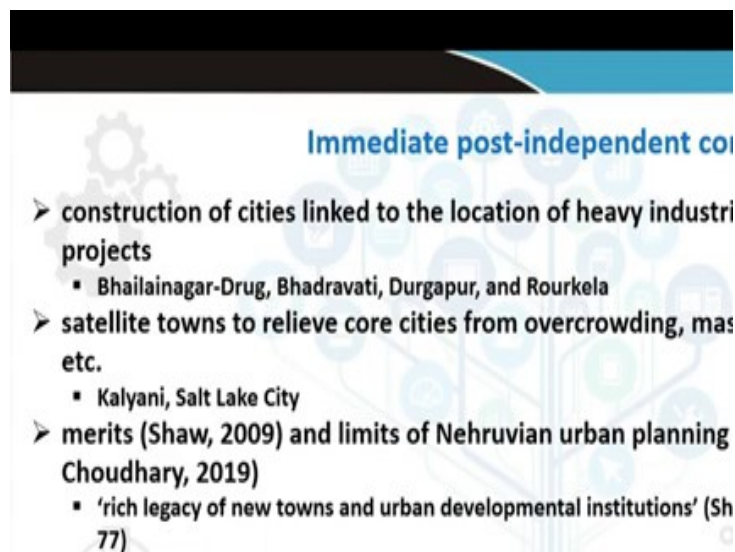 Immediate post-independent con
➢ construction of cities linked to the location of heavy industri
projects
▪ Bhailainagar-Drug, Bhadravati, Durgapur, and Rourkela
➢ satellite towns to relieve core cities from overcrowding, mas
etc.
▪ Kalyani, Salt Lake City
➢ merits (Shaw, 2009) and limits of Nehruvian urban planning
Choudhary, 2019)
▪ ‘rich legacy of new towns and urban developmental institutions’ (Sh
77)